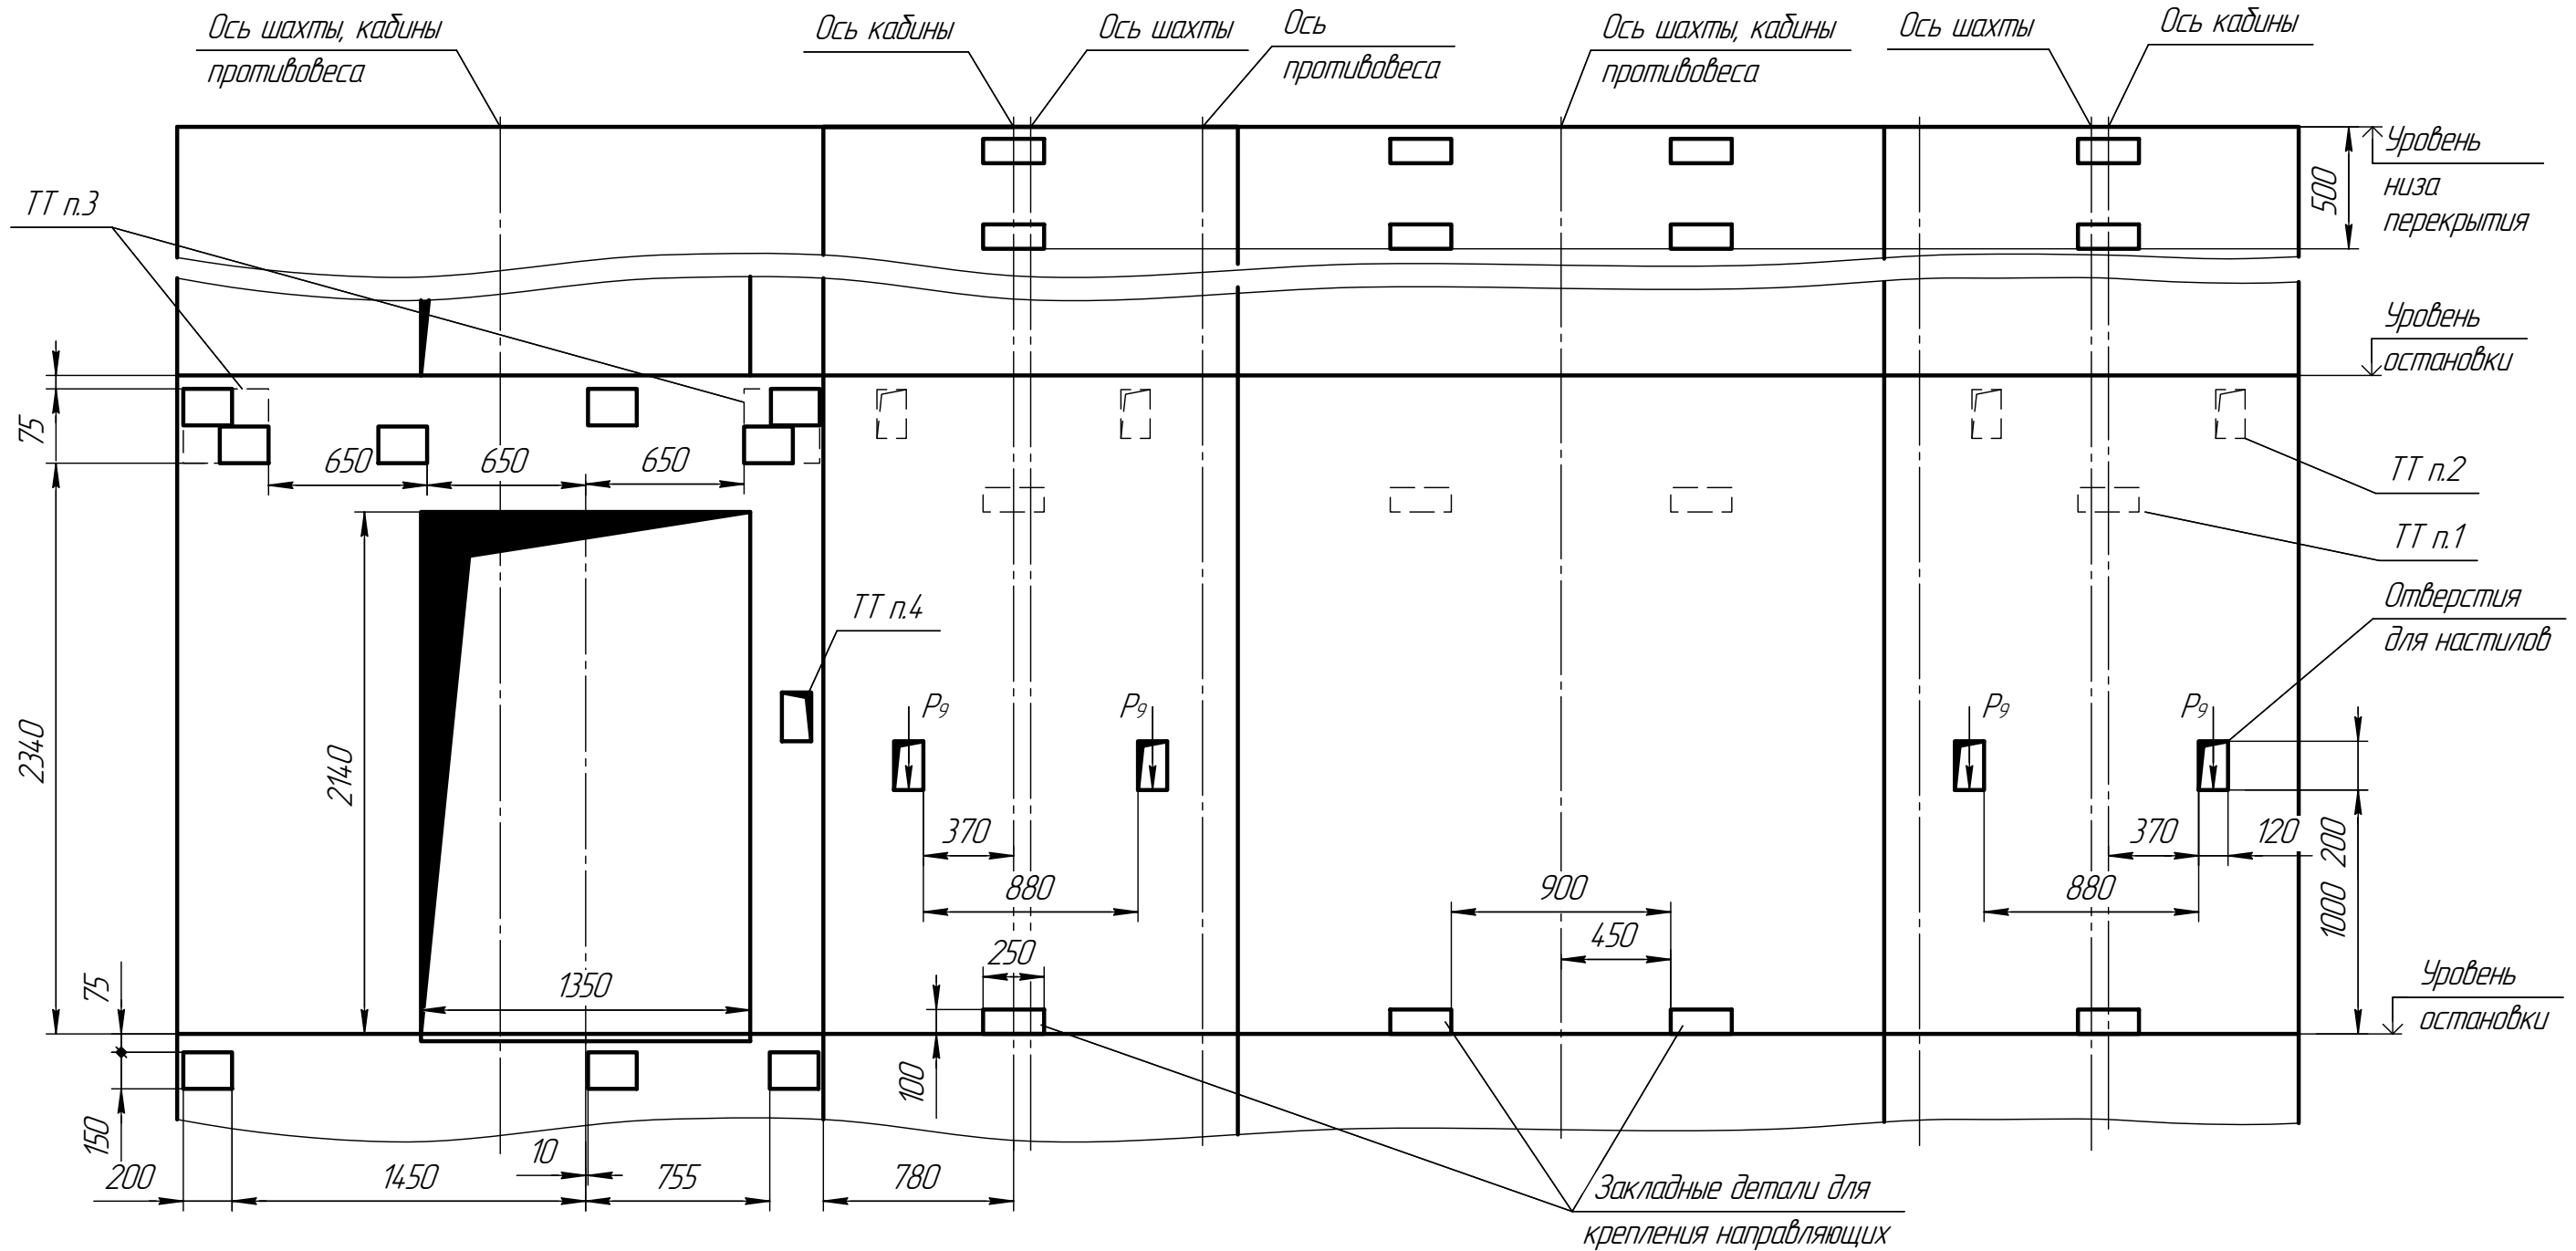 Ось шахты, кабины
противовеса
Ось кабины
Ось шахты
Ось
противовеса
Ось шахты, кабины
противовеса
Ось шахты
Ось кабины
Уровень
низа
перекрытия
500
ТТ п.3
Уровень
остановки
75
650
650
650
ТТ п.2
ТТ п.1
Отверстия
для настилов
ТТ п.4
P9
P9
P9
P9
2340
2140
370
880
900
450
370
120
200
1000
880
250
1350
75
100
Уровень
остановки
150
200
1450
10
755
780
Закладные детали для
крепления направляющих